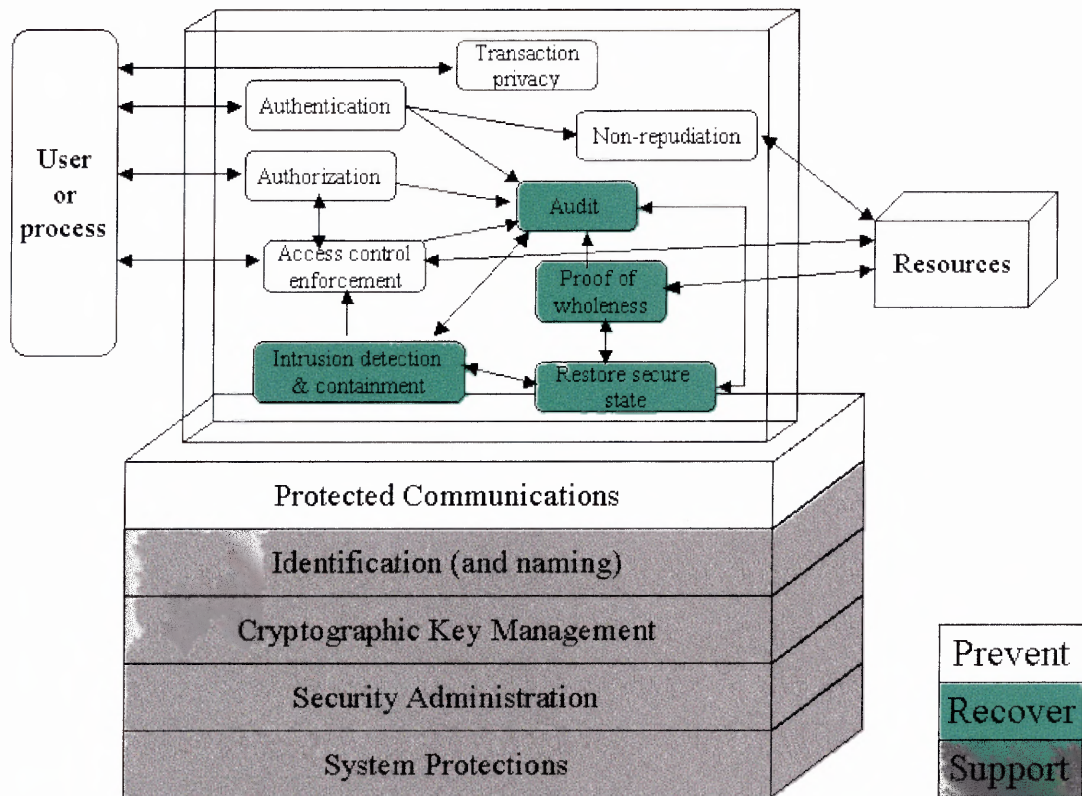 Transaction
privacy
Authentication
Non-repudiation
User
or
process
Authorization
Audit
Access control
enforcement
Proof of
wholeness
Resources
Intrusion detection
& containment
Restore secure
state
Protected Communications
Identification (and naming)
Cryptographic Key Management
Security Administration
System Protections
Prevent
Recover
Support